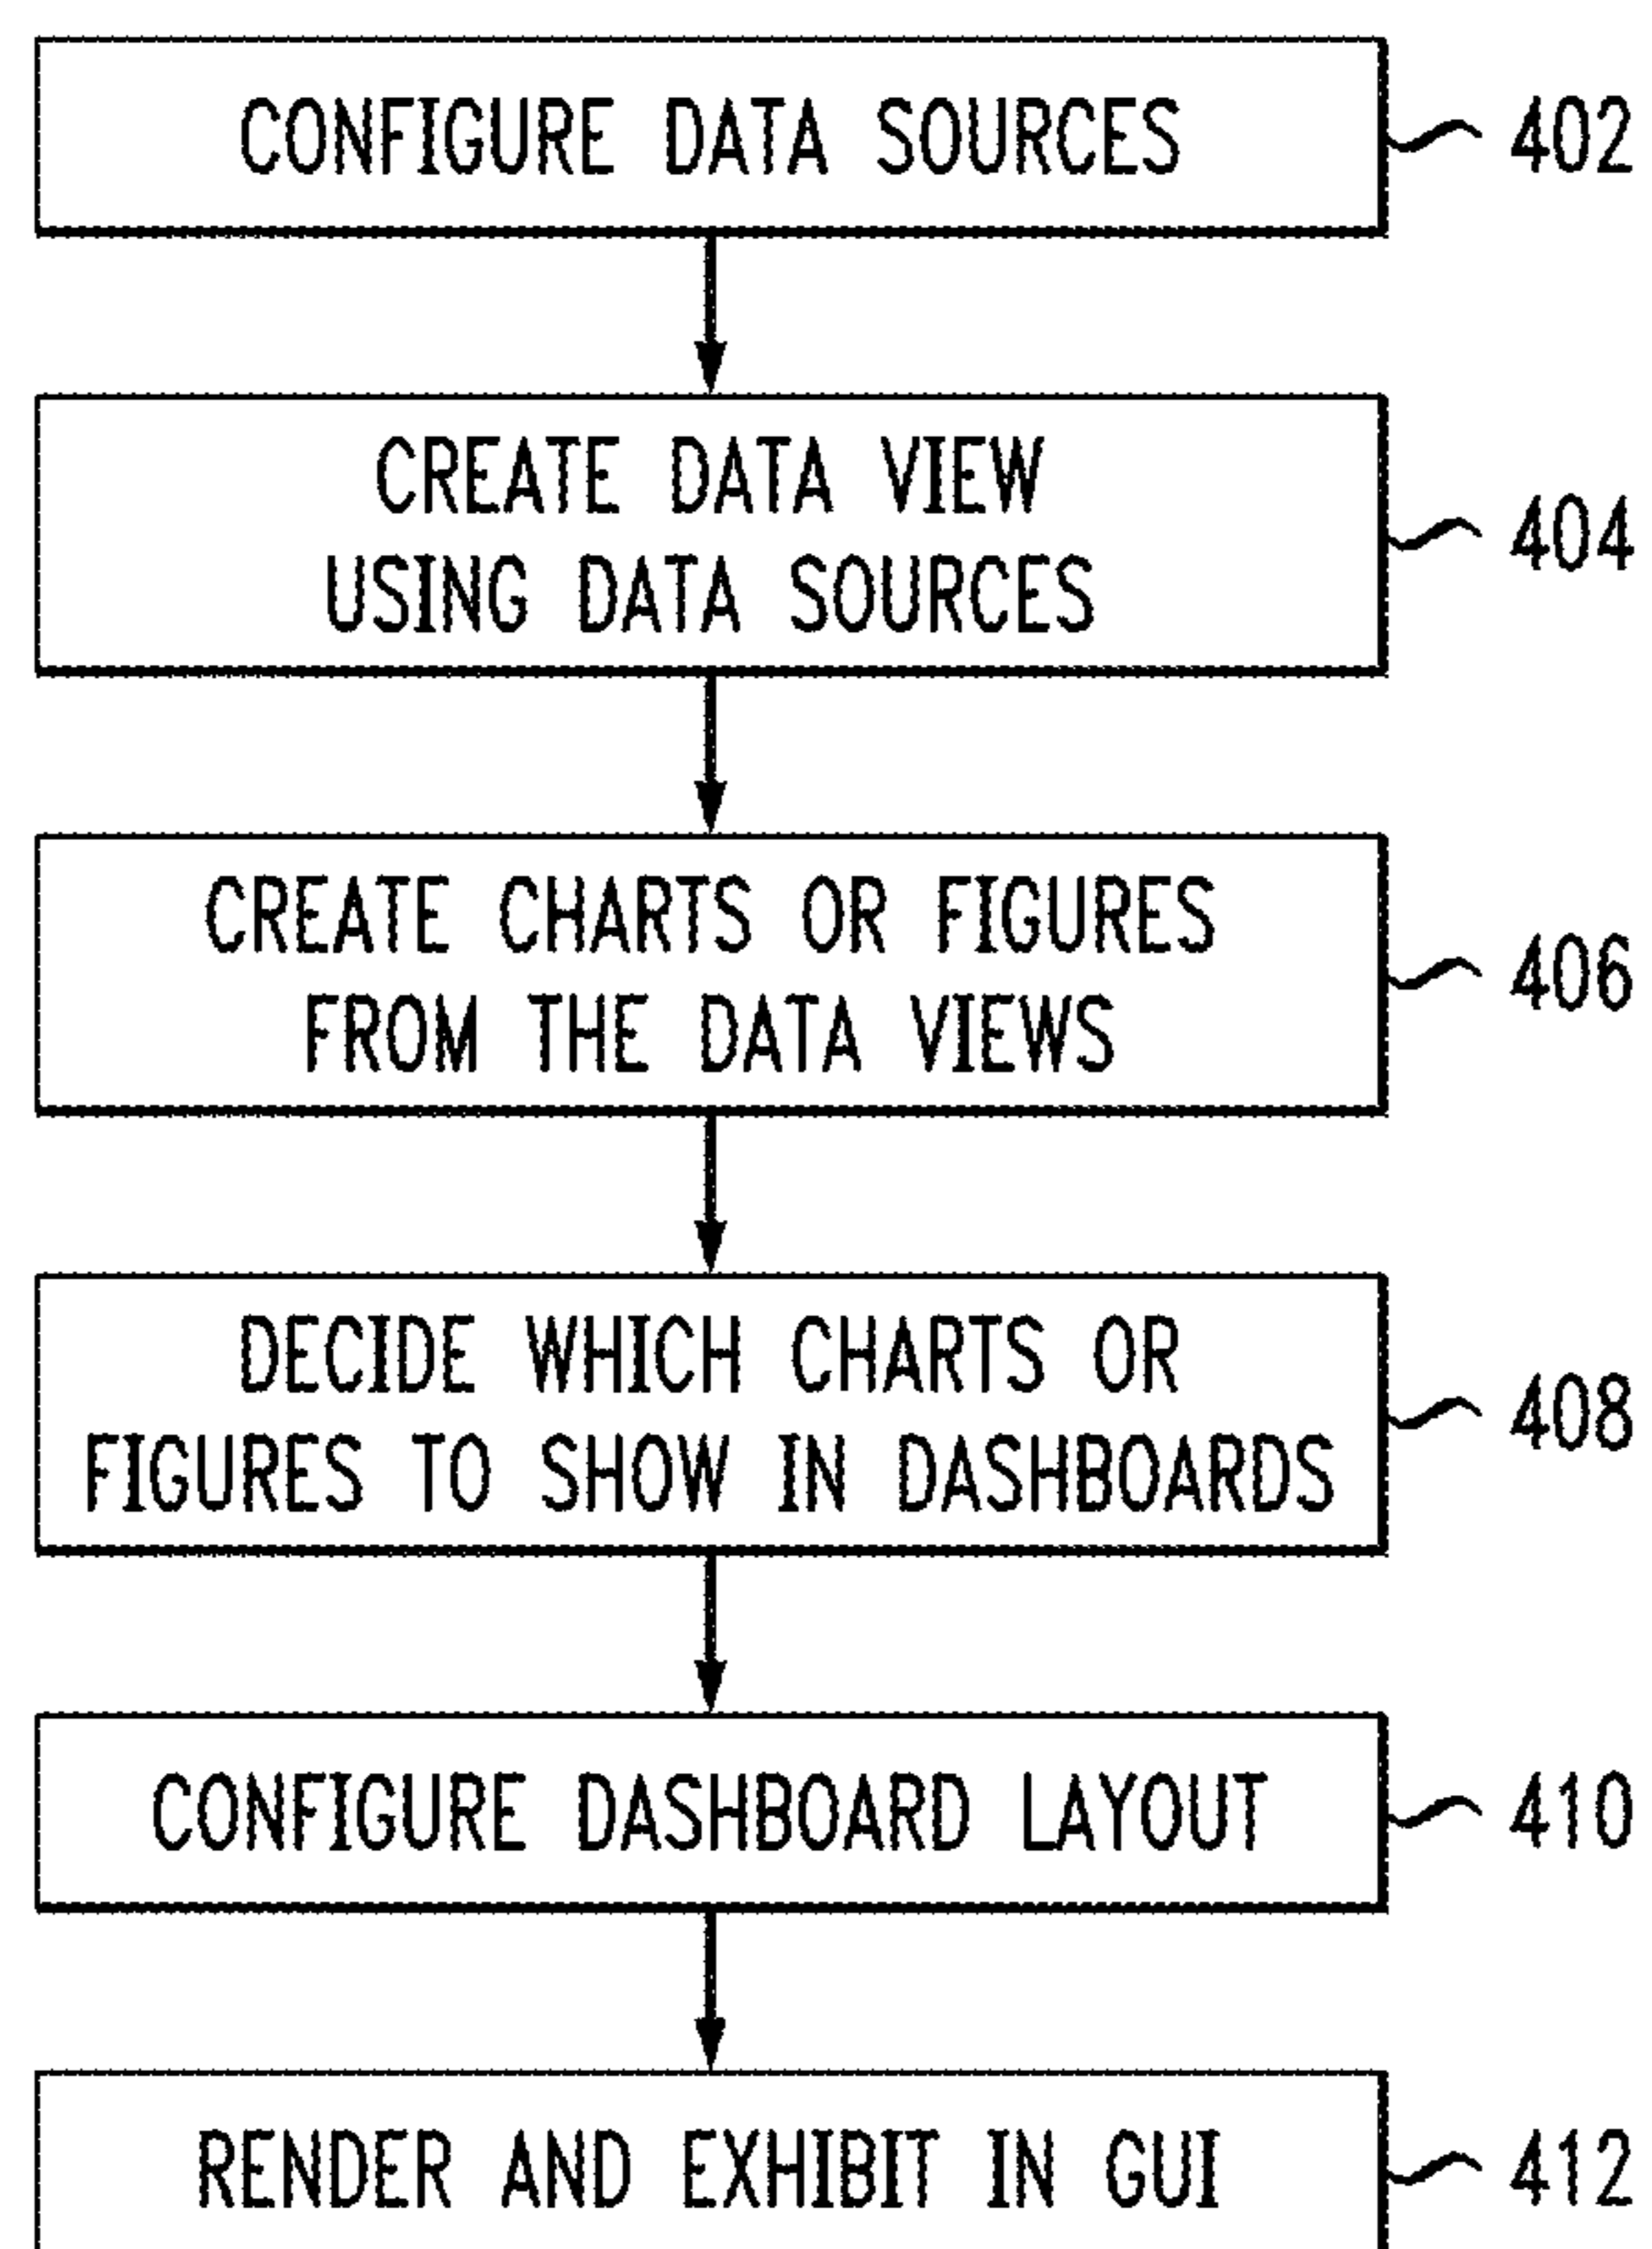 CONFIGURE DATA SOURCES
402
CREATE DATA VIEW
USING DATA SOURCES
404
CREATE CHARTS OR FIGURES
FROM THE DATA VIEWS
406
DECIDE WHICH CHARTS OR
FIGURES TO SHOW IN DASHBOARDS
408
CONFIGURE DASHBOARD LAYOUT
410
RENDER AND EXHIBIT IN GUI
412